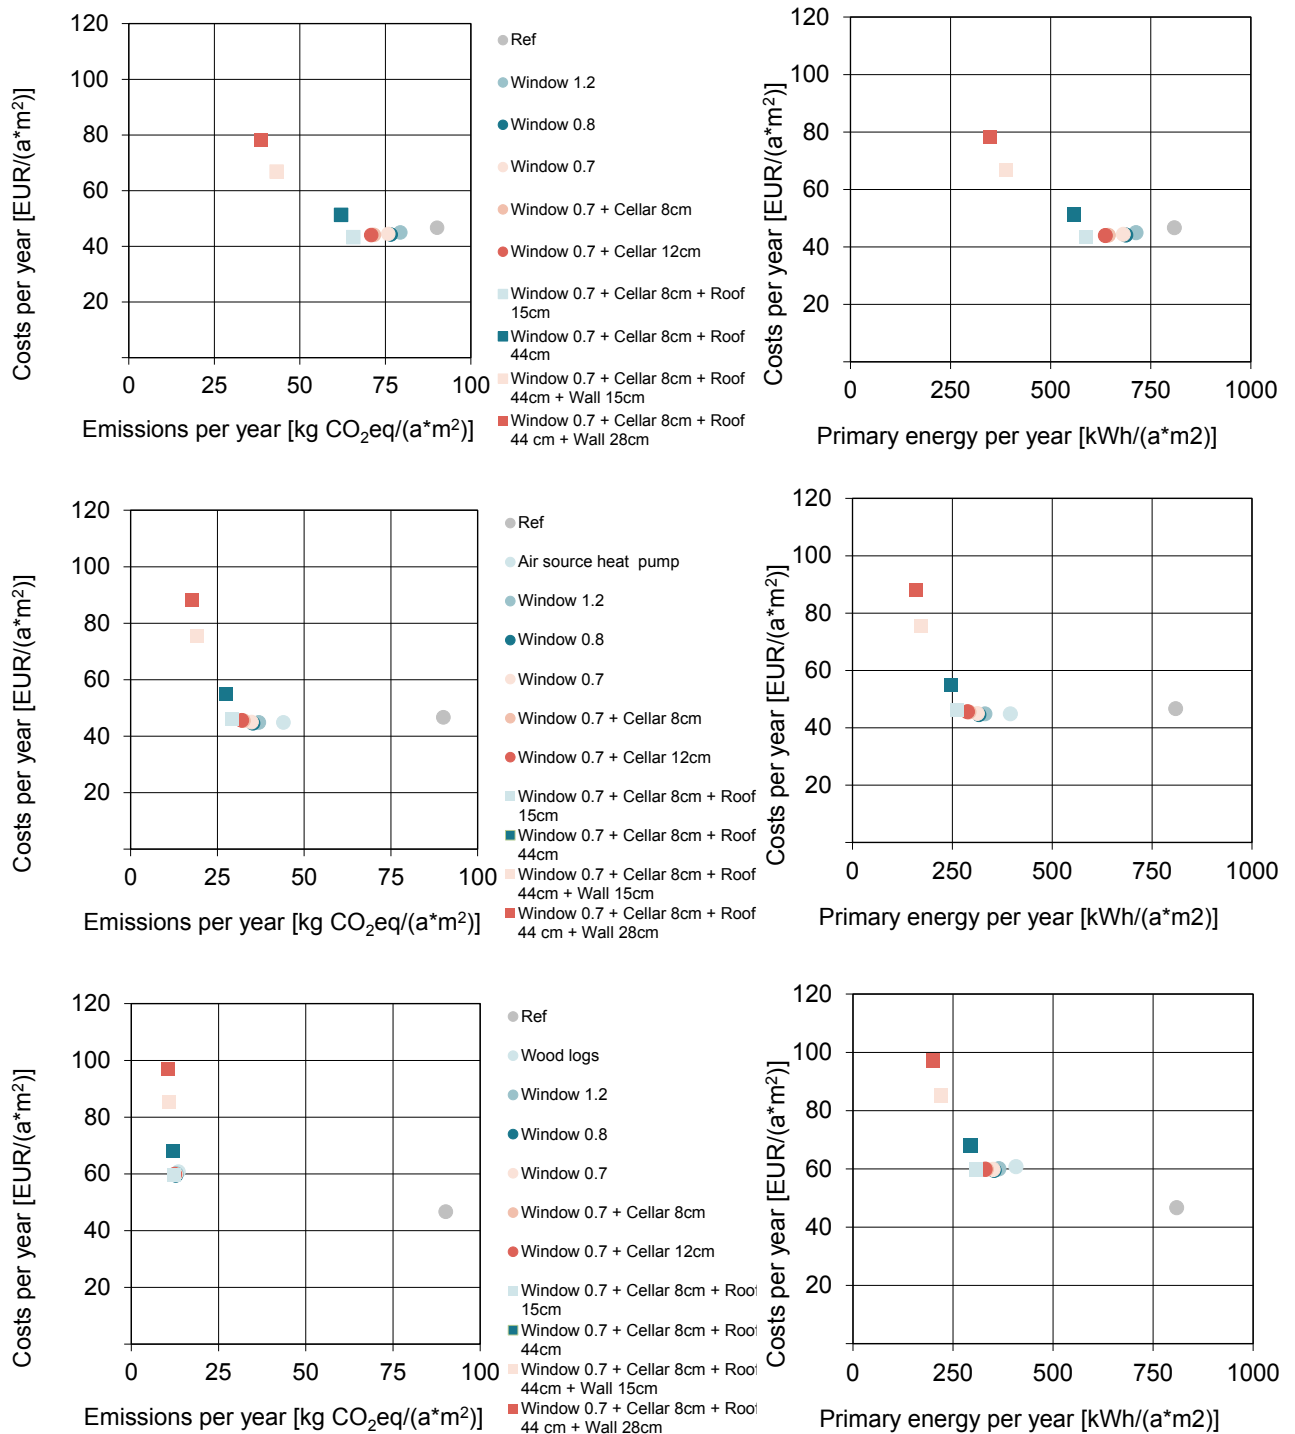 120
100
80
60
40
20
0
25
50
75
100
Costs per year [EUR/(a*m²)]
Emissions per year [kg CO₂eq/(a*m²)]
Ref
Window 1.2
Window 0.8
Window 0.7
Window 0.7 + Cellar 8cm
Window 0.7 + Cellar 12cm
Window 0.7 + Cellar 8cm + Roof
15cm
Window 0.7 + Cellar 8cm + Roof
44cm
Window 0.7 + Cellar 8cm + Roof
44cm + Wall 15cm
Window 0.7 + Cellar 8cm + Roof
44 cm + Wall 28cm
120
100
80
60
40
20
0
250
500
750
1000
Costs per year [EUR/(a*m²)]
Primary energy per year [kWh/(a*m2)]
120
100
80
60
40
20
0
25
50
75
100
Costs per year [EUR/(a*m²)]
Emissions per year [kg CO₂eq/(a*m²)]
Ref
Air source heat pump
Window 1.2
Window 0.8
Window 0.7
Window 0.7 + Cellar 8cm
Window 0.7 + Cellar 12cm
Window 0.7 + Cellar 8cm + Roof
15cm
Window 0.7 + Cellar 8cm + Roof
44cm
Window 0.7 + Cellar 8cm + Roof
44cm + Wall 15cm
Window 0.7 + Cellar 8cm + Roof
44 cm + Wall 28cm
120
100
80
60
40
20
0
250
500
750
1000
Costs per year [EUR/(a*m²)]
Primary energy per year [kWh/(a*m2)]
120
100
80
60
40
20
0
25
50
75
100
Costs per year [EUR/(a*m²)]
Emissions per year [kg CO₂eq/(a*m²)]
Ref
Wood logs
Window 1.2
Window 0.8
Window 0.7
Window 0.7 + Cellar 8cm
Window 0.7 + Cellar 12cm
Window 0.7 + Cellar 8cm + Roof
15cm
Window 0.7 + Cellar 8cm + Roof
44cm
Window 0.7 + Cellar 8cm + Roof
44cm + Wall 15cm
Window 0.7 + Cellar 8cm + Roof
44 cm + Wall 28cm
120
100
80
60
40
20
0
250
500
750
1000
Costs per year [EUR/(a*m²)]
Primary energy per year [kWh/(a*m2)]